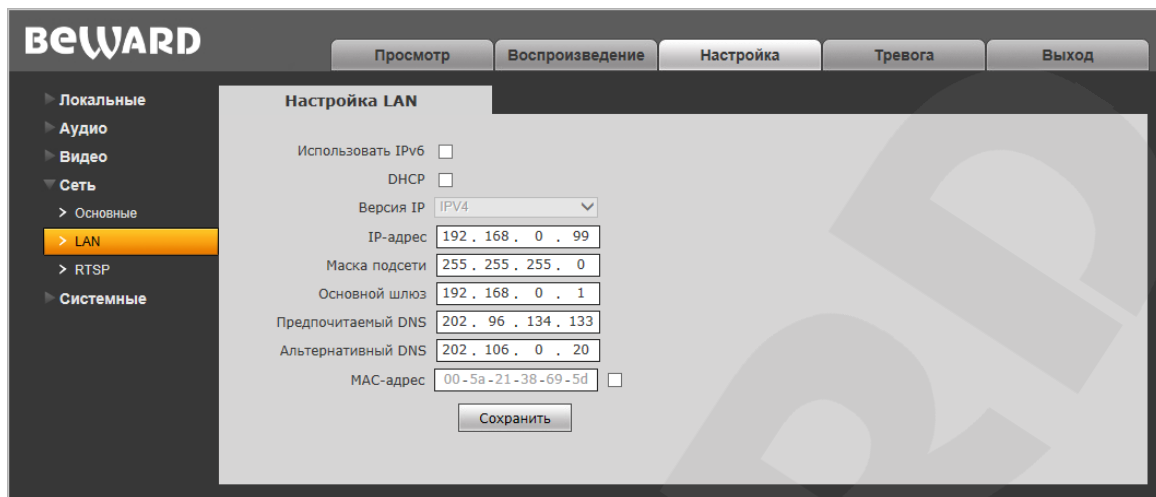 BEWARD
Просмотр Воспроизведение Настройка Тревога Выход
Локальные
Аудио
Видео
Сеть
> Основные
> LAN
> RTSP
Системные
Настройка LAN
Использовать IPv6
DHCP
Версия IP IPV4
IP-адрес 192 . 168 . 0 . 99
Маска подсети 255 . 255 . 255 . 0
Основной шлюз 192 . 168 . 0 . 1
Предпочитаемый DNS 202 . 96 . 134 . 133
Альтернативный DNS 202 . 106 . 0 . 20
MAC-адрес 00-5a-21-38-69-5d
Сохранить